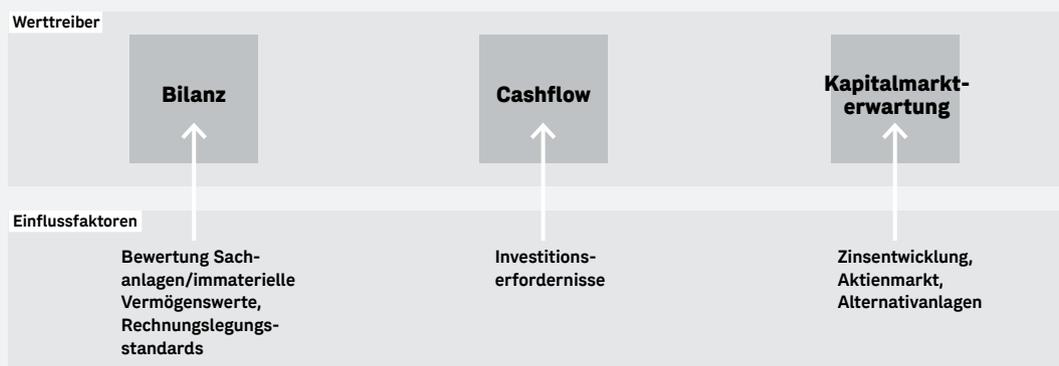 Werttreiber
Bilanz
Cashflow
Kapitalmarkt-
erwartung
Einflussfaktoren
Bewertung Sach-
anlagen/immaterielle
Vermögenswerte,
Rechnungslegungs-
standards
Investitions-
erfordernisse
Zinsentwicklung,
Aktienmarkt,
Alternativanlagen